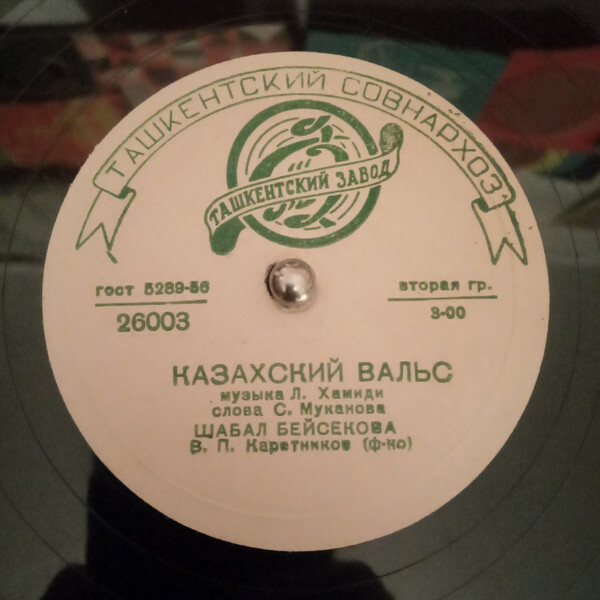 ТАШКЕНТСКИЙ СОВНАРХОЗ
ТАШКЕНТСКИЙ ЗАВОД
гост 5289-56
26003
вторая гр.
3-00
КАЗАХСКИЙ ВАЛЬС
музыка Л. Хамиди
слова С. Муканова
ШАБАЛ БЕЙСЕКОВА
В. П. Каретников (ф-но)